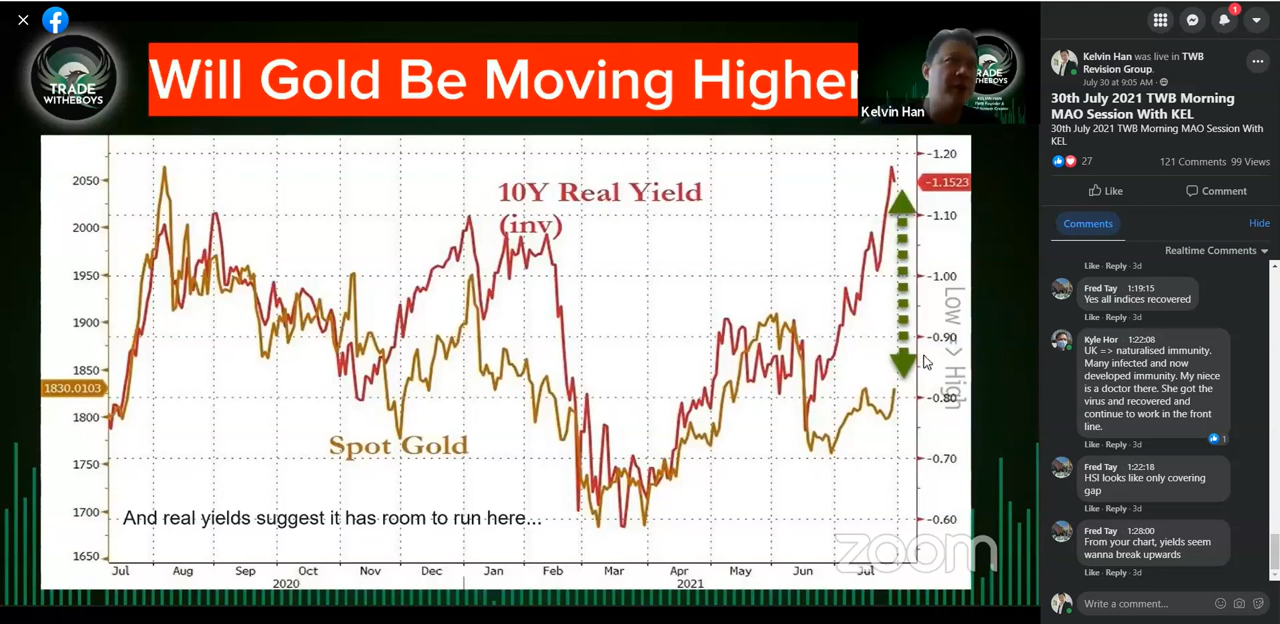 TRADE
WITHEBOYS
Will Gold Be Moving Higher
RADE
WITHEBOYS
Kelvin Han
10Y Real Yield
(inv)
Spot Gold
And real yields suggest it has room to run here...
2050
2000
1950
1900
1850
1830.0103
1800
1750
1700
1650
-1.20
-1.1523
-1.10
-1.00
-0.90
-0.80
-0.70
-0.60
Low => High
Jul Aug Sep Oct Nov Dec Jan Feb Mar Apr May Jun Jul
2020 2021
zoom
1
Kelvin Han was live in TWB
Revision Group.
July 30 at 9:05 AM ·
30th July 2021 TWB Morning
MAO Session With KEL
30th July 2021 TWB Morning MAO Session With
KEL
27 121 Comments 99 Views
Like Comment
Comments Hide
Realtime Comments
Like · Reply · 3d
Fred Tay 1:19:15
Yes all indices recovered
Like · Reply · 3d
Kyle Hor 1:22:08
UK => naturalised immunity.
Many infected and now
developed immunity. My niece
is a doctor there. She got the
virus and recovered and
continue to work in the front
line.
1
Like · Reply · 3d
Fred Tay 1:22:18
HSI looks like only covering
gap
Like · Reply · 3d
Fred Tay 1:28:00
From your chart, yields seem
wanna break upwards
Like · Reply · 3d
Write a comment...